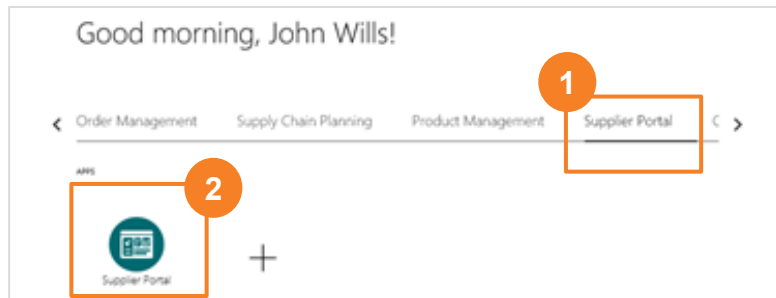 Good morning, John Wills!
1
Order Management Supply Chain Planning Product Management Supplier Portal
APPS
2
Supplier Portal